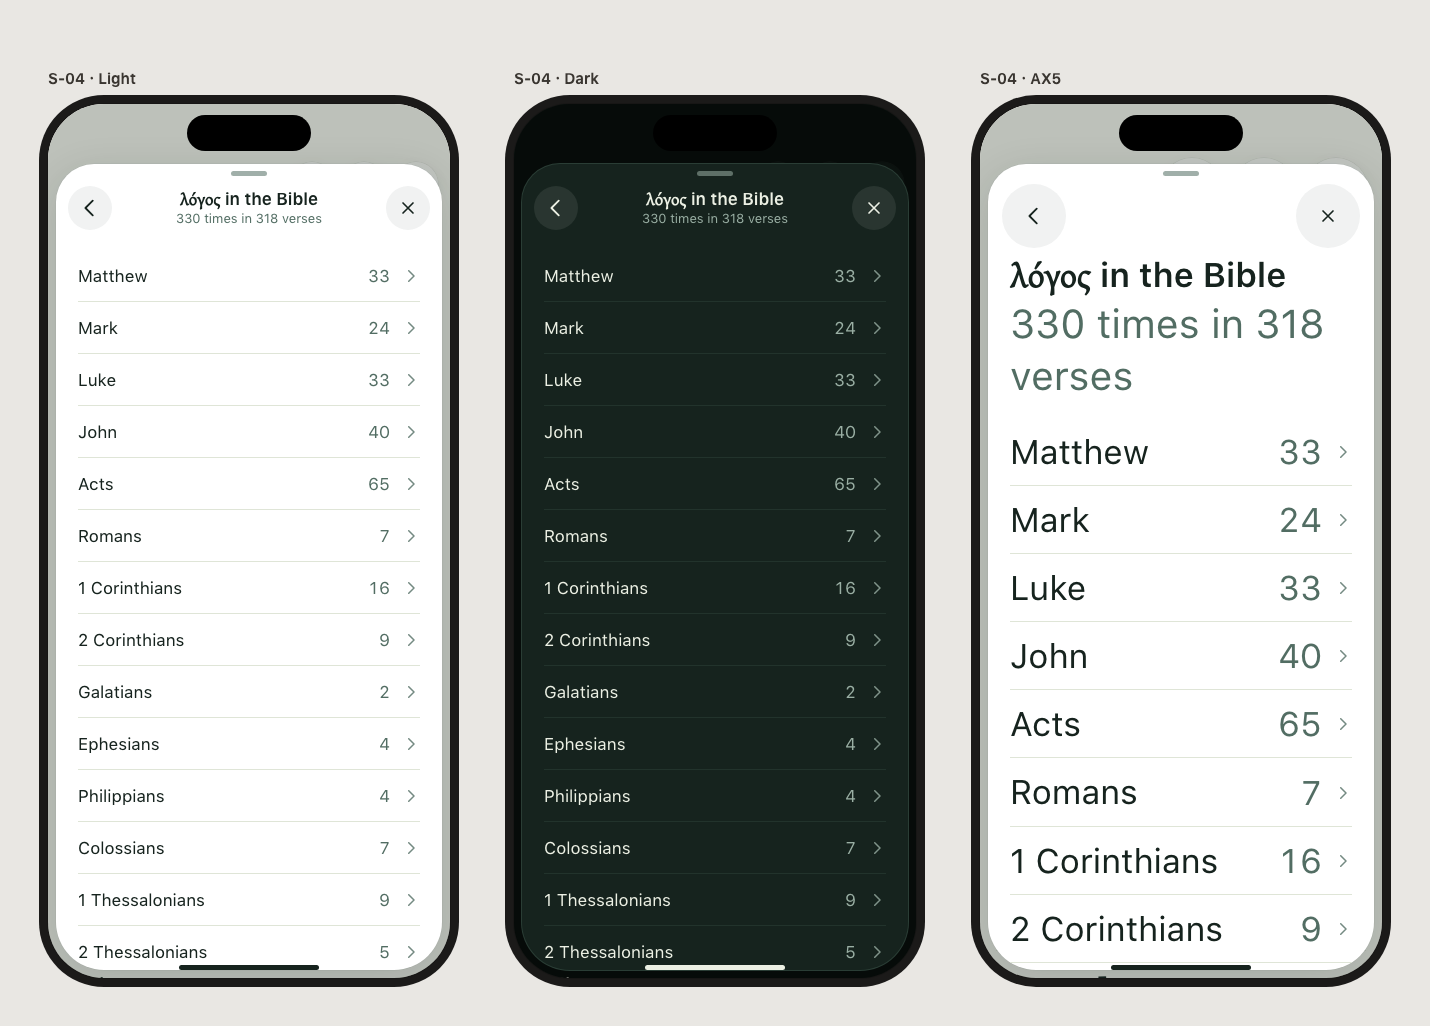 S-04 · Light
λόγος in the Bible
330 times in 318 verses
Matthew 33
Mark 24
Luke 33
John 40
Acts 65
Romans 7
1 Corinthians 16
2 Corinthians 9
Galatians 2
Ephesians 4
Philippians 4
Colossians 7
1 Thessalonians 9
2 Thessalonians 5
S-04 · Dark
λόγος in the Bible
330 times in 318 verses
Matthew 33
Mark 24
Luke 33
John 40
Acts 65
Romans 7
1 Corinthians 16
2 Corinthians 9
Galatians 2
Ephesians 4
Philippians 4
Colossians 7
1 Thessalonians 9
2 Thessalonians 5
S-04 · AX5
λόγος in the Bible
330 times in 318
verses
Matthew 33
Mark 24
Luke 33
John 40
Acts 65
Romans 7
1 Corinthians 16
2 Corinthians 9